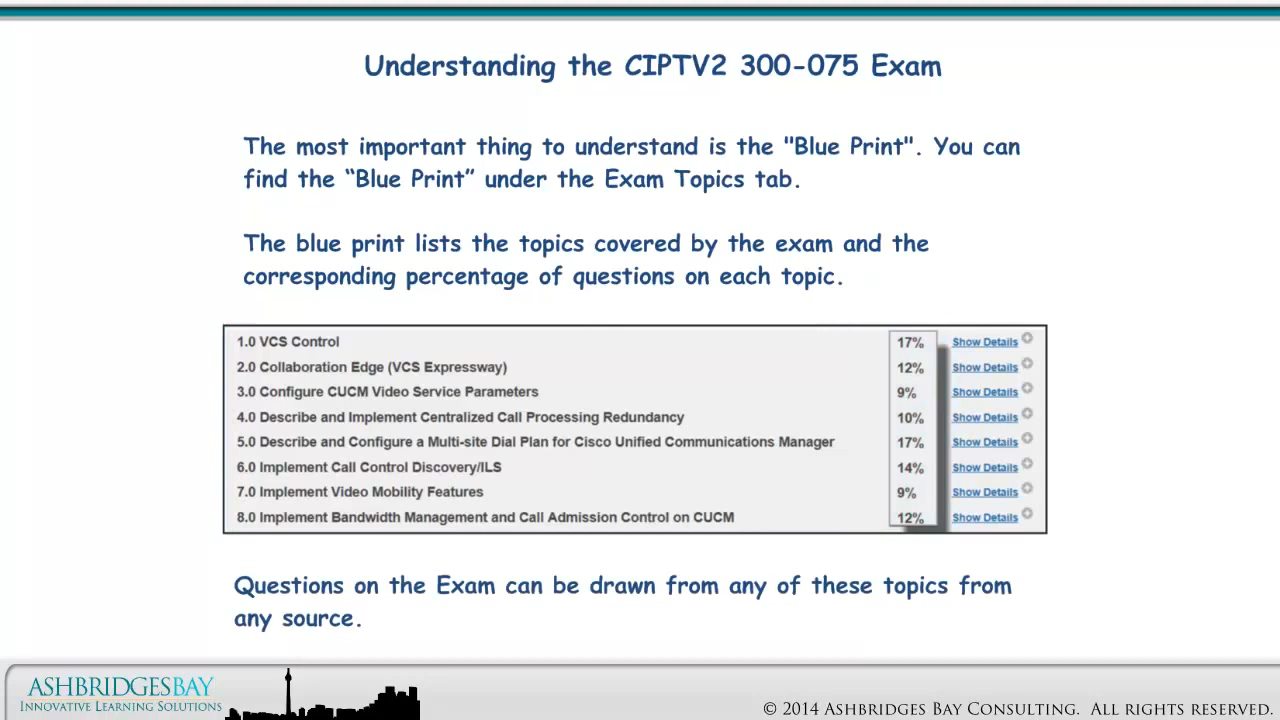 Understanding the CIPTV2 300-075 Exam
The most important thing to understand is the "Blue Print". You can
find the “Blue Print” under the Exam Topics tab.
The blue print lists the topics covered by the exam and the
corresponding percentage of questions on each topic.
1.0 VCS Control 17% Show Details
2.0 Collaboration Edge (VCS Expressway) 12% Show Details
3.0 Configure CUCM Video Service Parameters 9% Show Details
4.0 Describe and Implement Centralized Call Processing Redundancy 10% Show Details
5.0 Describe and Configure a Multi-site Dial Plan for Cisco Unified Communications Manager 17% Show Details
6.0 Implement Call Control Discovery/ILS 14% Show Details
7.0 Implement Video Mobility Features 9% Show Details
8.0 Implement Bandwidth Management and Call Admission Control on CUCM 12% Show Details
Questions on the Exam can be drawn from any of these topics from
any source.
ASHBRIDGESBAY
INNOVATIVE LEARNING SOLUTIONS
© 2014 ASHBRIDGES BAY CONSULTING. ALL RIGHTS RESERVED.